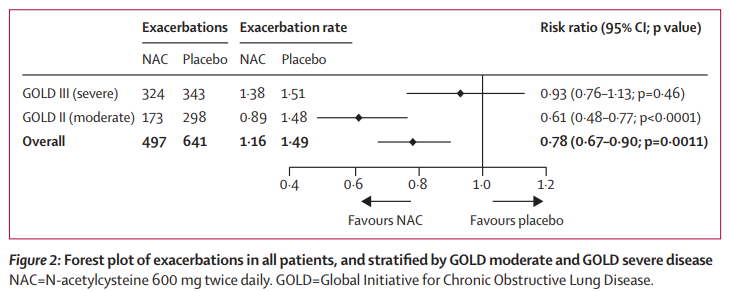 Exacerbations Exacerbation rate Risk ratio (95% CI; p value)
NAC Placebo NAC Placebo
GOLD III (severe) 324 343 1·38 1·51 0·93 (0·76–1·13; p=0·46)
GOLD II (moderate) 173 298 0·89 1·48 0·61 (0·48–0·77; p<0·0001)
Overall 497 641 1·16 1·49 0·78 (0·67–0·90; p=0·0011)
0·4 0·6 0·8 1·0 1·2
Favours NAC Favours placebo
Figure 2: Forest plot of exacerbations in all patients, and stratified by GOLD moderate and GOLD severe disease
NAC=N-acetylcysteine 600 mg twice daily. GOLD=Global Initiative for Chronic Obstructive Lung Disease.